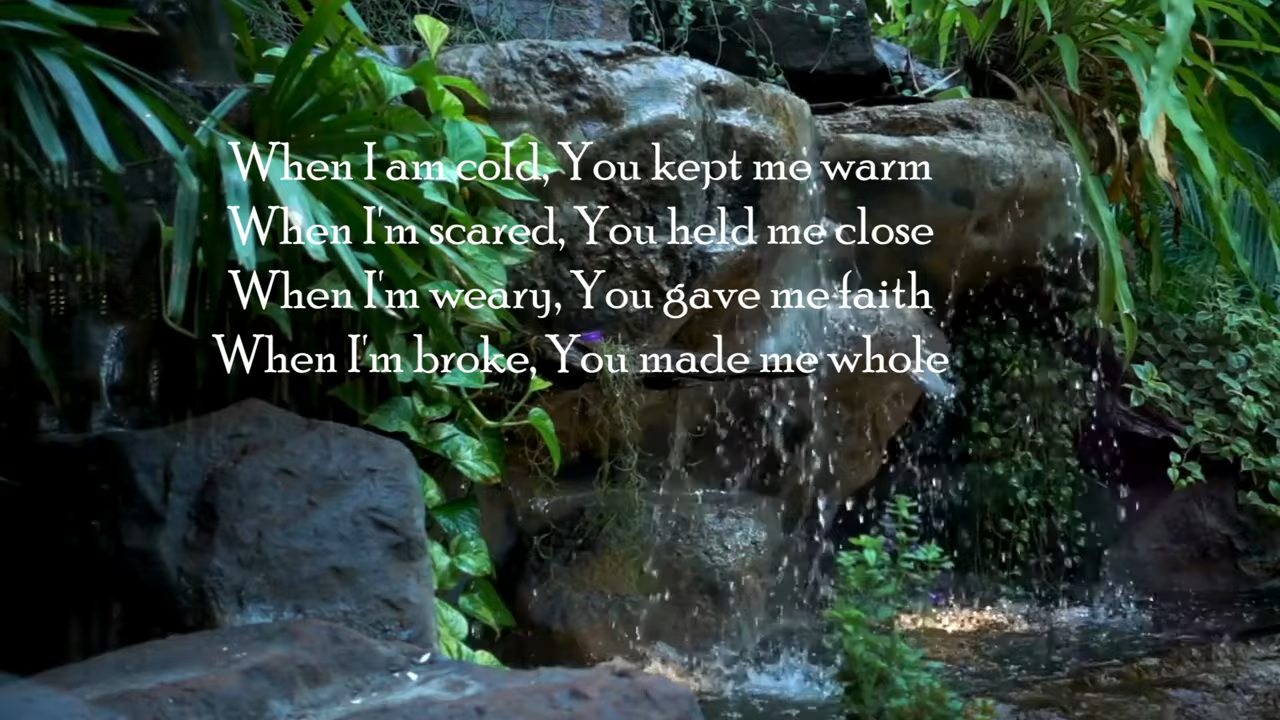 When I am cold, You kept me warm
When I'm scared, You held me close
When I'm weary, You gave me faith
When I'm broke, You made me whole